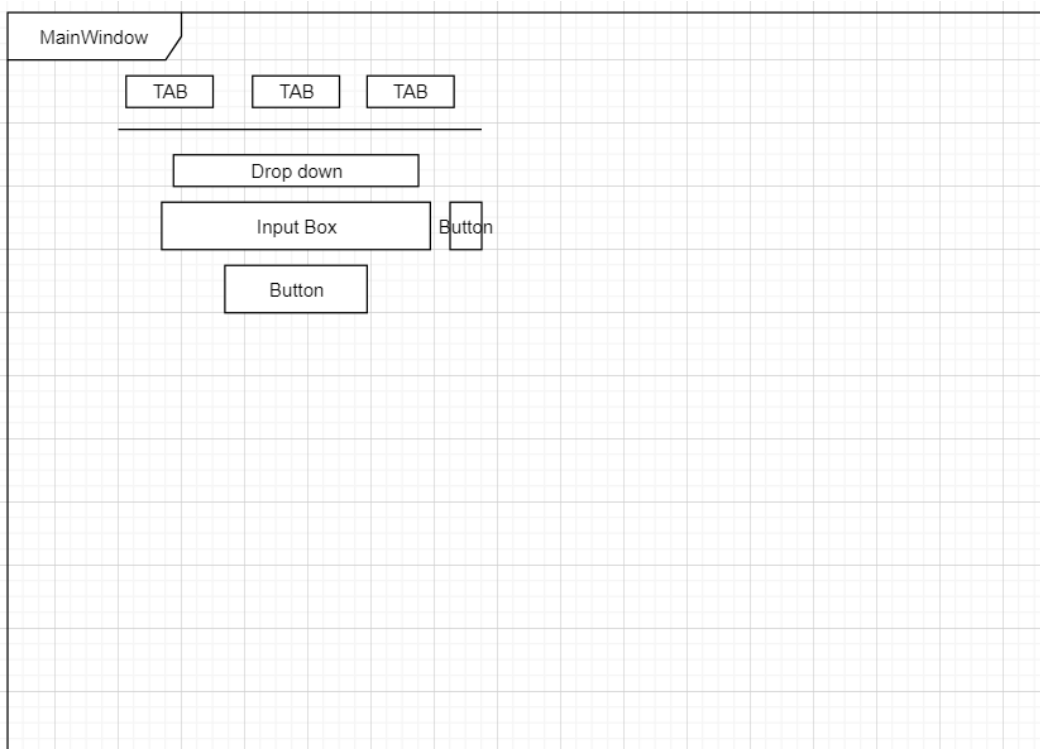 MainWindow
TAB TAB TAB
Drop down
Input Box Button
Button